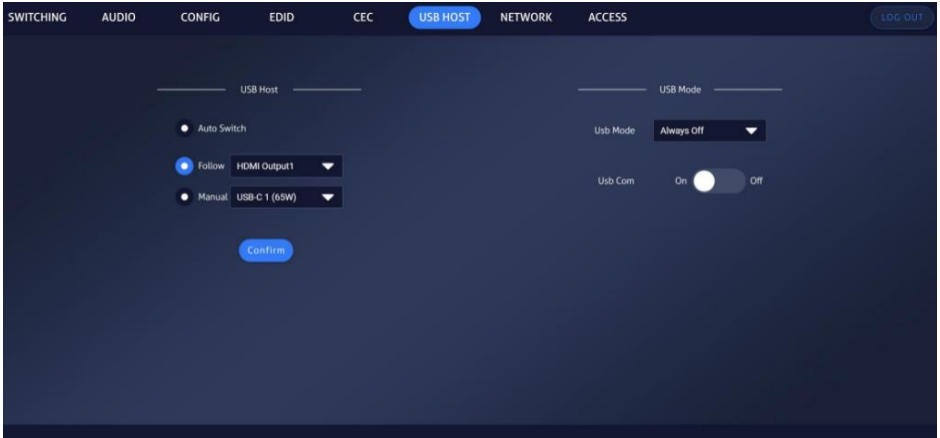 SWITCHING AUDIO CONFIG EDID CEC USB HOST NETWORK ACCESS LOG OUT
USB Host
Auto Switch
Follow HDMI Output1
Manual USB-C 1 (65W)
Confirm
USB Mode
Usb Mode Always Off
Usb Com On Off